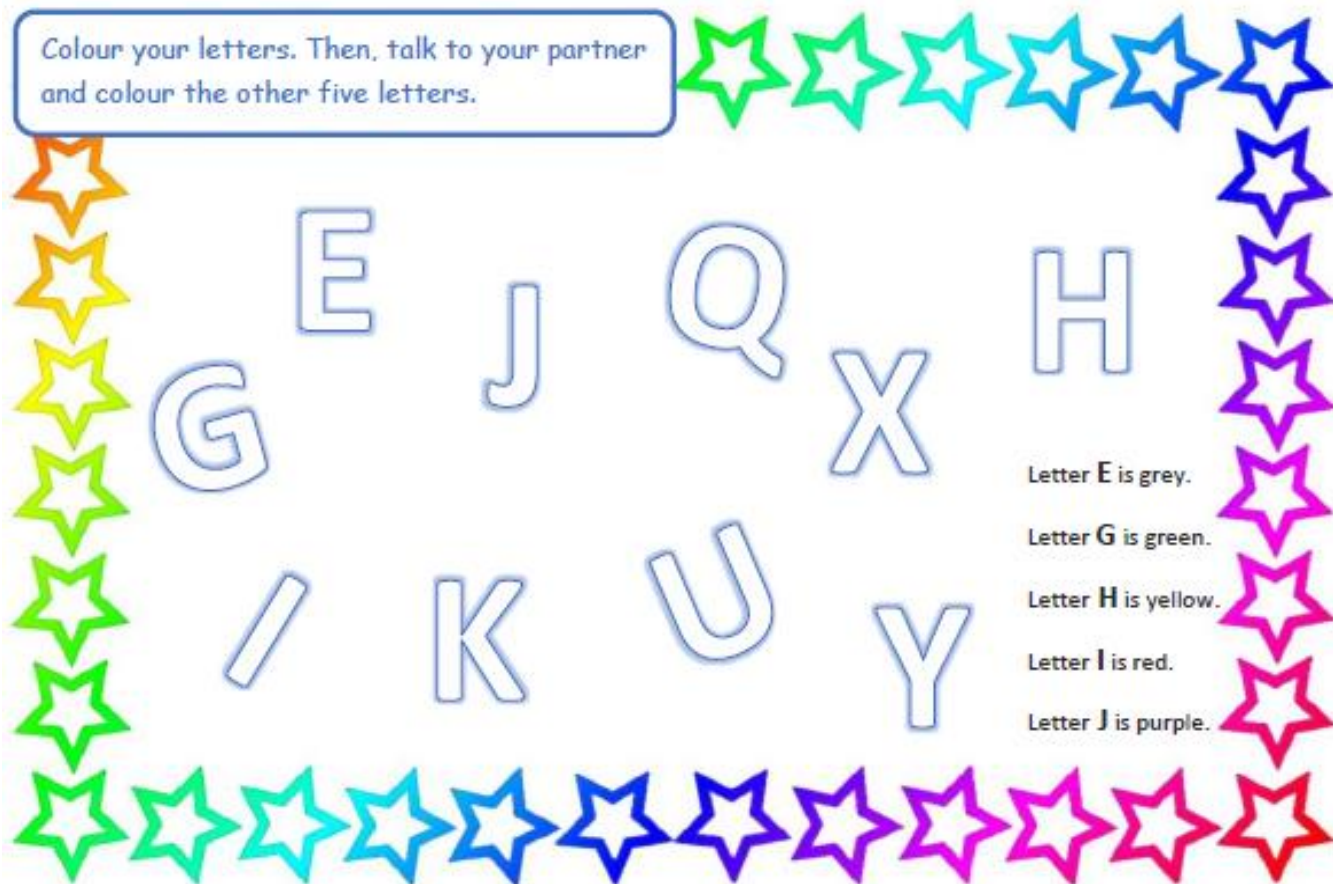 Colour your letters. Then, talk to your partner
and colour the other five letters.
E
J
Q
H
G
X
I
K
U
Y
Letter E is grey.
Letter G is green.
Letter H is yellow.
Letter I is red.
Letter J is purple.